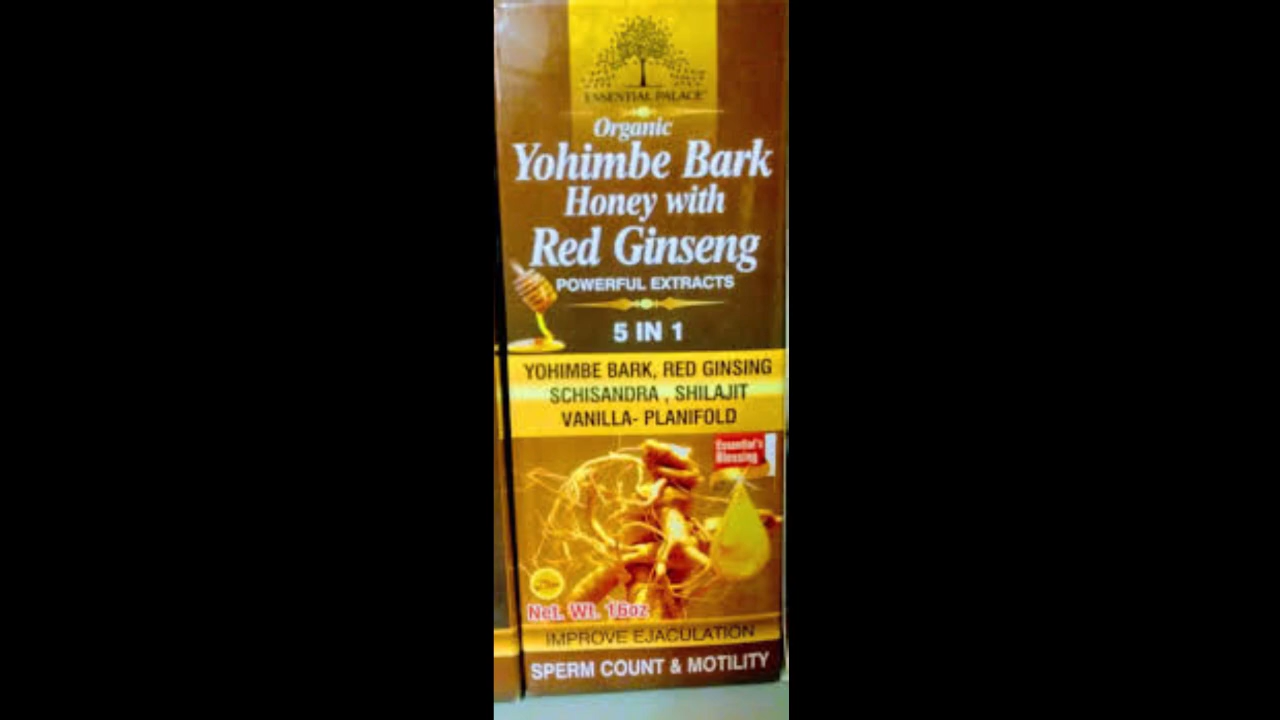 ESSENTIAL PALACE
Organic
Yohimbe Bark
Honey with
Red Ginseng
POWERFUL EXTRACTS
5 IN 1
YOHIMBE BARK, RED GINSING
SCHISANDRA , SHILAJIT
VANILLA- PLANIFOLD
Essential's
Blessing
Net. Wt. 16oz
IMPROVE EJACULATION
SPERM COUNT & MOTILITY